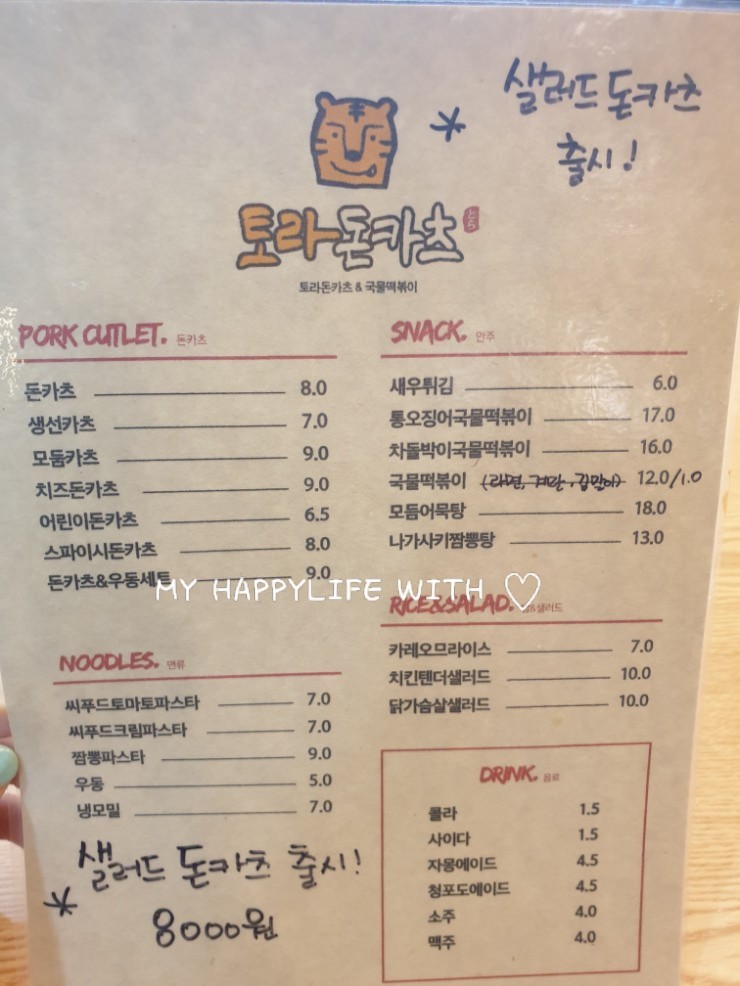 * 샐러드 돈카츠
출시!
토라돈카츠 とら
토라돈카츠 & 국물떡볶이
PORK CUTLET. 돈카츠
돈카츠 8.0
생선카츠 7.0
모둠카츠 9.0
치즈돈카츠 9.0
어린이돈카츠 6.5
스파이시돈카츠 8.0
돈카츠&우동세트 9.0
NOODLES. 면류
씨푸드토마토파스타 7.0
씨푸드크림파스타 7.0
짬뽕파스타 9.0
우동 5.0
냉모밀 7.0
* 샐러드 돈카츠 출시!
8000원
SNACK. 안주
새우튀김 6.0
통오징어국물떡볶이 17.0
차돌박이국물떡볶이 16.0
국물떡볶이 (라면, 계란, 김말이) 12.0/1.0
모듬어묵탕 18.0
나가사키짬뽕탕 13.0
MY HAPPYLIFE WITH ♡
RICE&SALAD. &샐러드
카레오므라이스 7.0
치킨텐더샐러드 10.0
닭가슴살샐러드 10.0
DRINK. 음료
콜라 1.5
사이다 1.5
자몽에이드 4.5
청포도에이드 4.5
소주 4.0
맥주 4.0